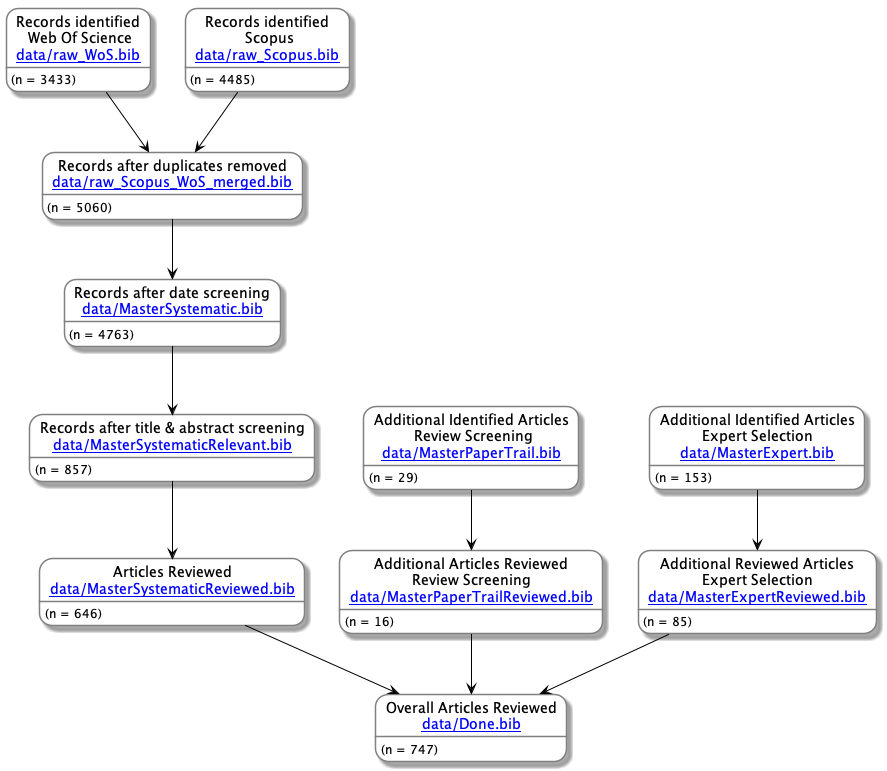 Records identified
Web Of Science
data/raw_WoS.bib
(n = 3433)
Records identified
Scopus
data/raw_Scopus.bib
(n = 4485)
Records after duplicates removed
data/raw_Scopus_WoS_merged.bib
(n = 5060)
Records after date screening
data/MasterSystematic.bib
(n = 4763)
Records after title & abstract screening
data/MasterSystematicRelevant.bib
(n = 857)
Additional Identified Articles
Review Screening
data/MasterPaperTrail.bib
(n = 29)
Additional Identified Articles
Expert Selection
data/MasterExpert.bib
(n = 153)
Articles Reviewed
data/MasterSystematicReviewed.bib
(n = 646)
Additional Articles Reviewed
Review Screening
data/MasterPaperTrailReviewed.bib
(n = 16)
Additional Reviewed Articles
Expert Selection
data/MasterExpertReviewed.bib
(n = 85)
Overall Articles Reviewed
data/Done.bib
(n = 747)